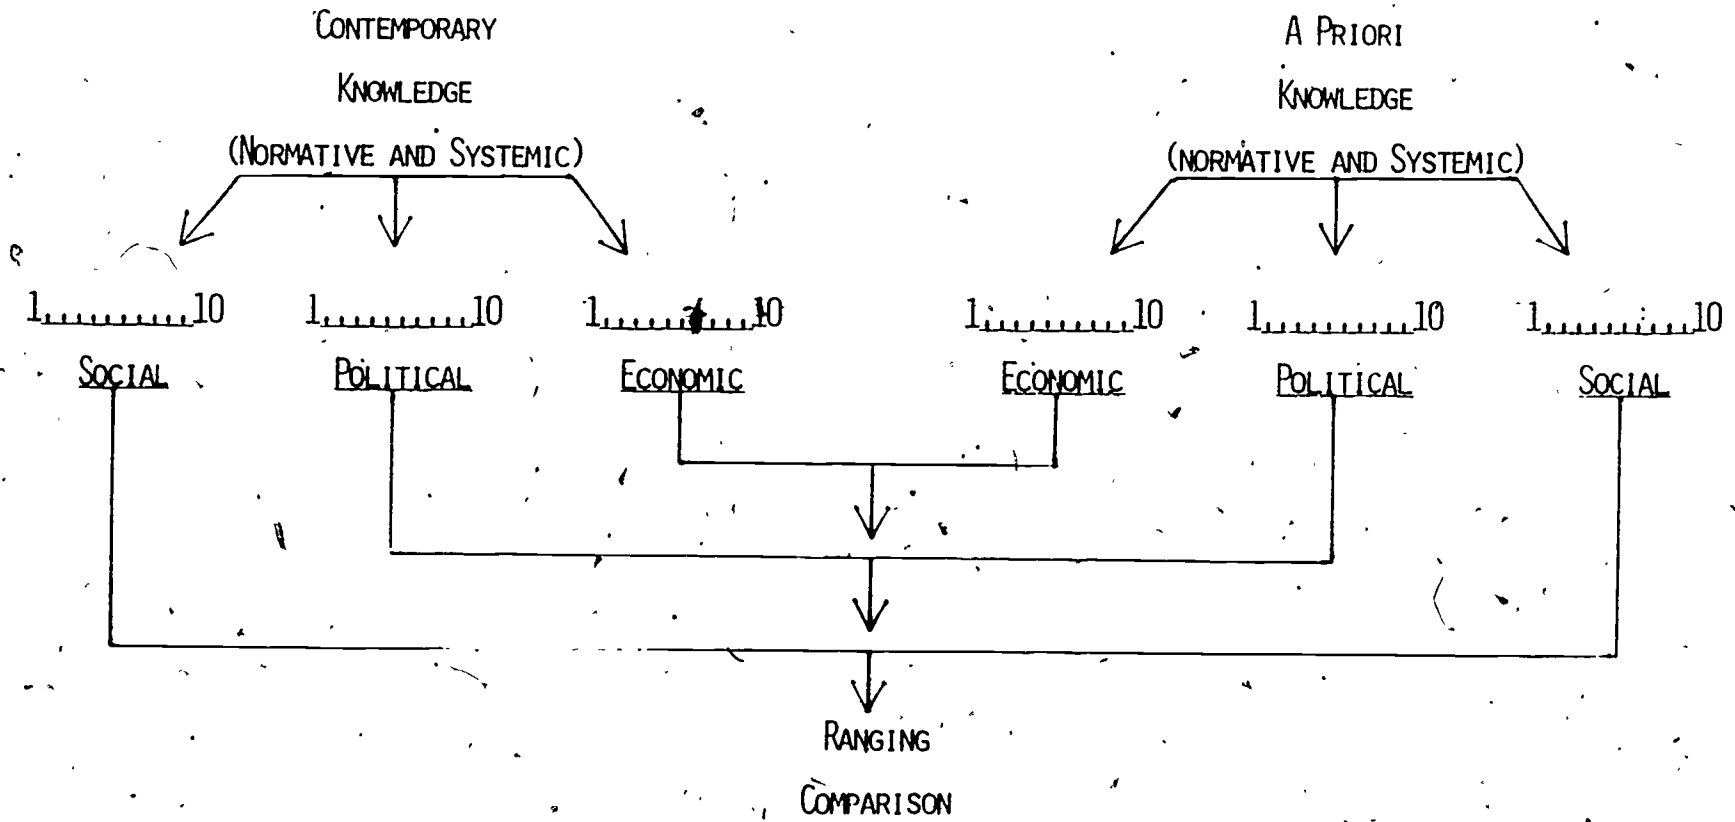 CONTEMPORARY
KNOWLEDGE
(NORMATIVE AND SYSTEMIC)
A PRIORI
KNOWLEDGE
(NORMATIVE AND SYSTEMIC)
1 10 1 10 1 10 1 10 1 10 1 10
SOCIAL POLITICAL ECONOMIC ECONOMIC POLITICAL SOCIAL
RANGING
COMPARISON